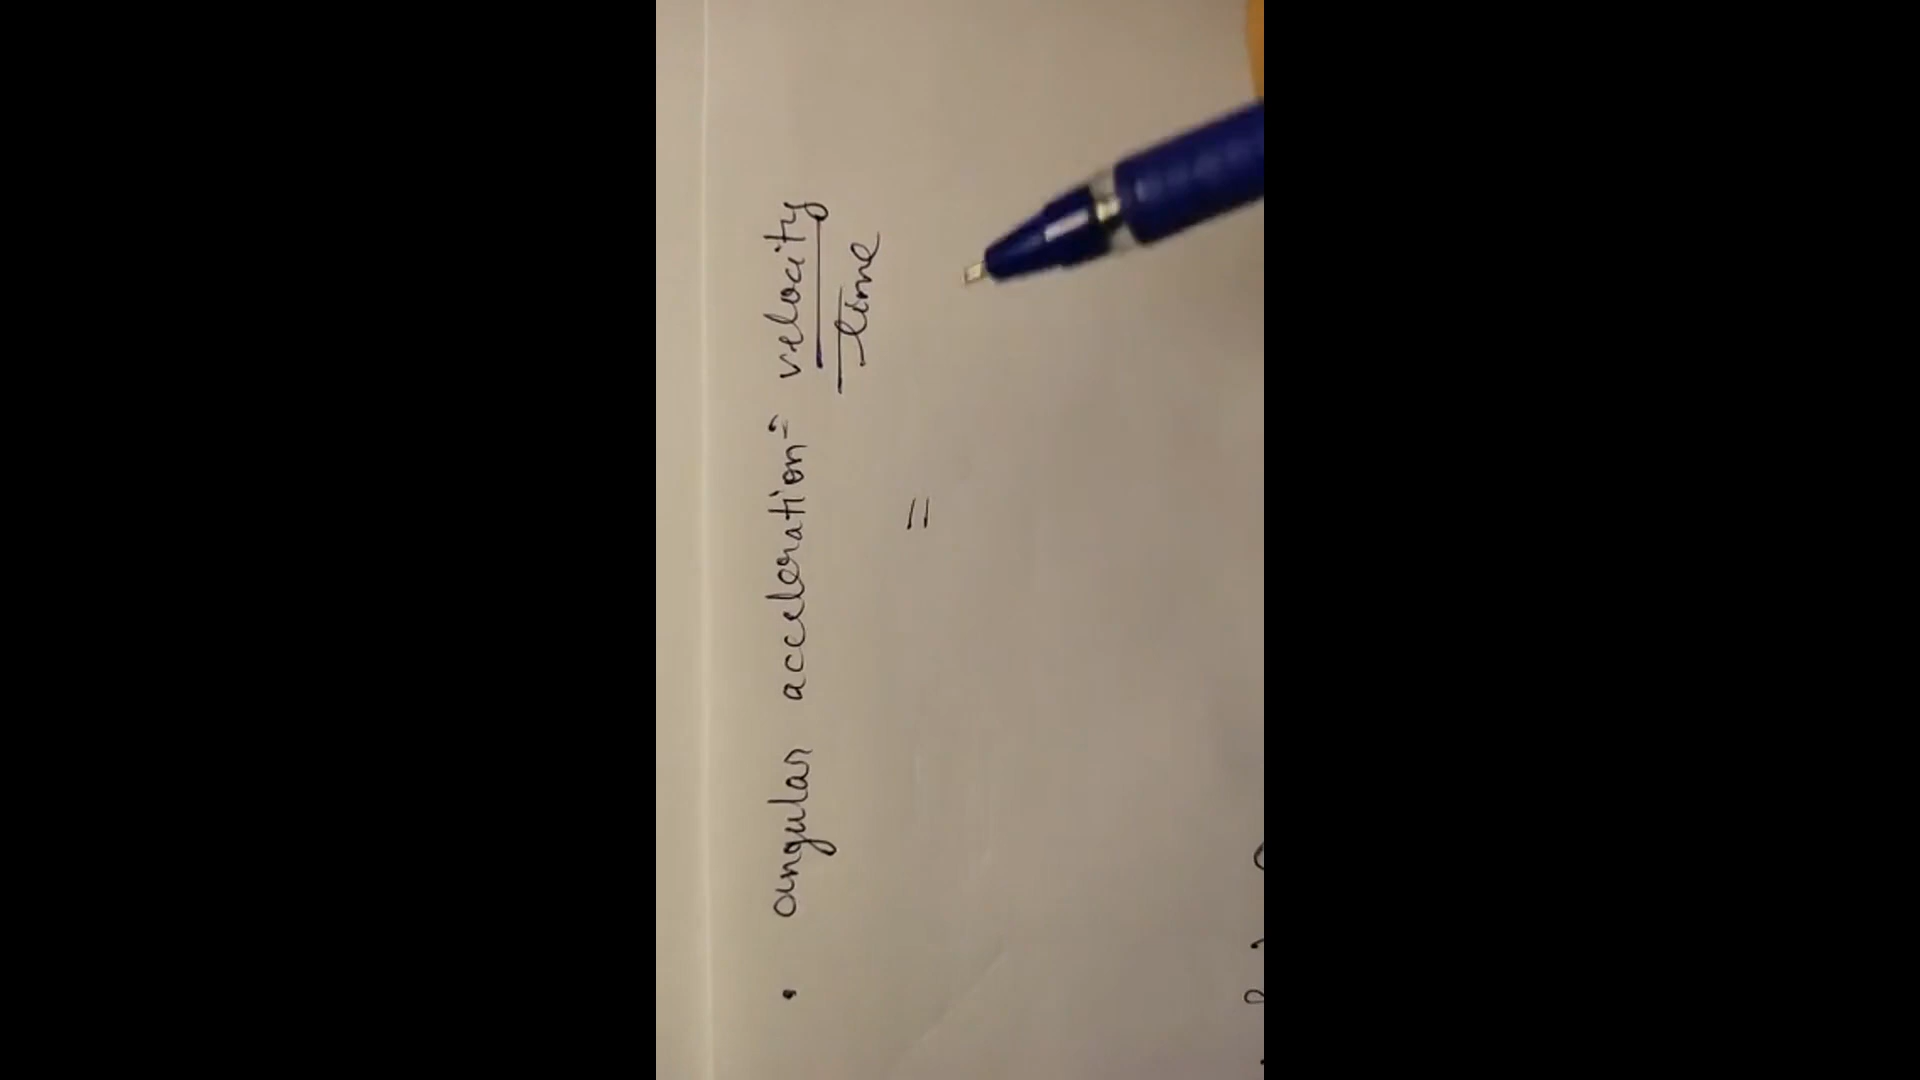 • angular acceleration = velocity
time
=